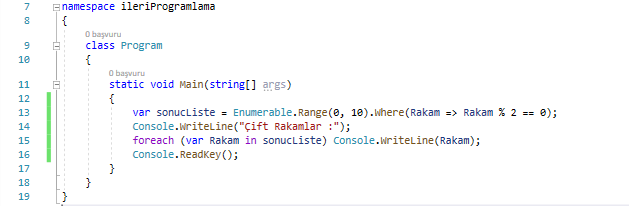 7 namespace ileriProgramlama
8 {
0 başvuru
9 class Program
10 {
0 başvuru
11 static void Main(string[] args)
12 {
13 var sonucListe = Enumerable.Range(0, 10).Where(Rakam => Rakam % 2 == 0);
14 Console.WriteLine("Çift Rakamlar :");
15 foreach (var Rakam in sonucListe) Console.WriteLine(Rakam);
16 Console.ReadKey();
17 }
18 }
19 }